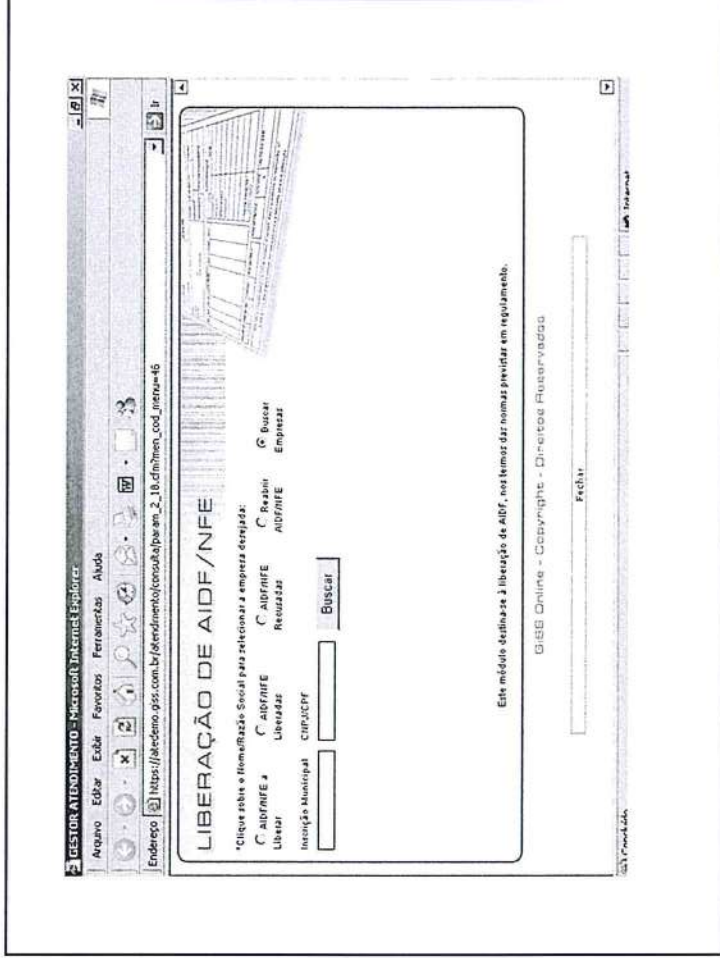 GESTOR ATENDIMENTO - Microsoft Internet Explorer
Arquivo Editar Exibir Favoritos Ferramentas Ajuda
Endereço https://atedemo.giss.com.br/atendimento/consulta/param_2_18.cfm?men_cod_menu=46 Ir
LIBERAÇÃO DE AIDF/NFE
*Clique sobre o Nome/Razão Social para selecionar a empresa desejada:
AIDF/NFE a Liberar
AIDF/NFE Liberadas
AIDF/NFE Recusadas
Reabrir AIDF/NFE
Buscar Empresas
Inscrição Municipal CNPJ/CPF
Buscar
Este módulo destina-se à liberação de AIDF, nos termos das normas previstas em regulamento.
GISS Online - Copyright - Direitos Reservados
Fechar
Concluído Internet